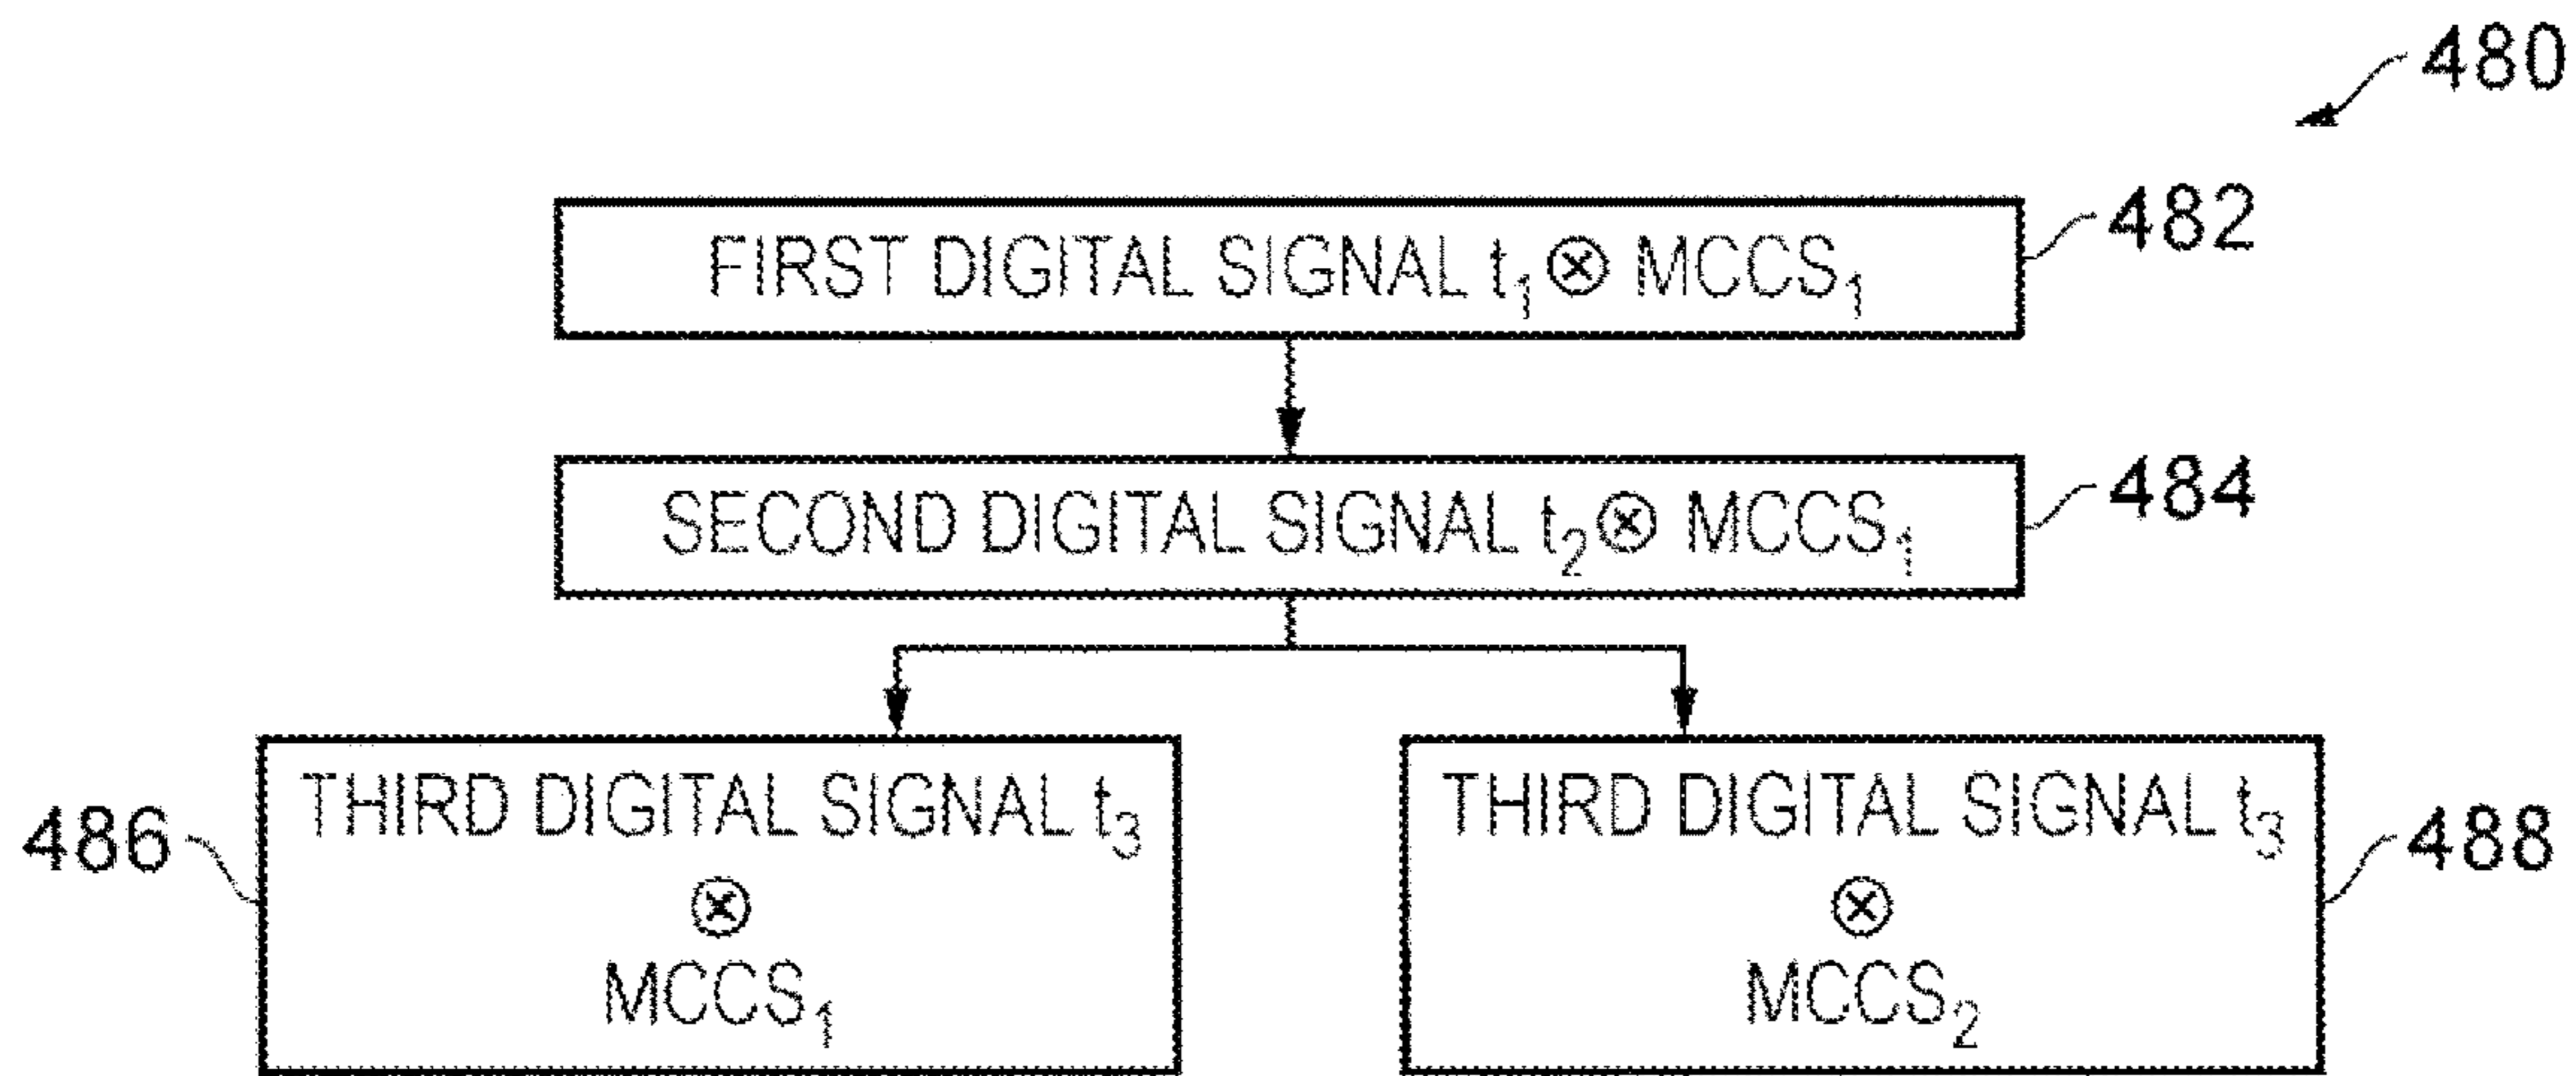 480
FIRST DIGITAL SIGNAL t₁⊗ MCCS₁
482
SECOND DIGITAL SIGNAL t₂⊗ MCCS₁
484
486
THIRD DIGITAL SIGNAL t₃
⊗
MCCS₁
THIRD DIGITAL SIGNAL t₃
⊗
MCCS₂
488